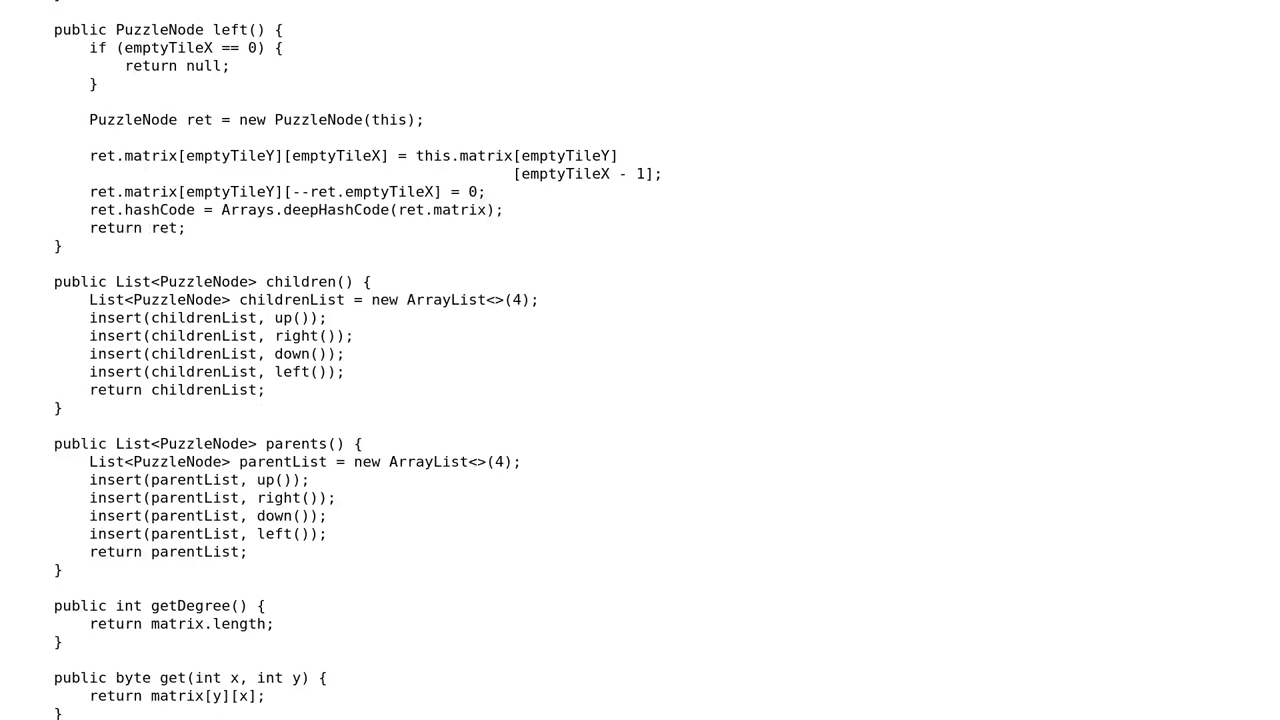 public PuzzleNode left() {
if (emptyTileX == 0) {
return null;
}
PuzzleNode ret = new PuzzleNode(this);
ret.matrix[emptyTileY][emptyTileX] = this.matrix[emptyTileY]
[emptyTileX - 1];
ret.matrix[emptyTileY][--ret.emptyTileX] = 0;
ret.hashCode = Arrays.deepHashCode(ret.matrix);
return ret;
}
public List<PuzzleNode> children() {
List<PuzzleNode> childrenList = new ArrayList<>(4);
insert(childrenList, up());
insert(childrenList, right());
insert(childrenList, down());
insert(childrenList, left());
return childrenList;
}
public List<PuzzleNode> parents() {
List<PuzzleNode> parentList = new ArrayList<>(4);
insert(parentList, up());
insert(parentList, right());
insert(parentList, down());
insert(parentList, left());
return parentList;
}
public int getDegree() {
return matrix.length;
}
public byte get(int x, int y) {
return matrix[y][x];
}